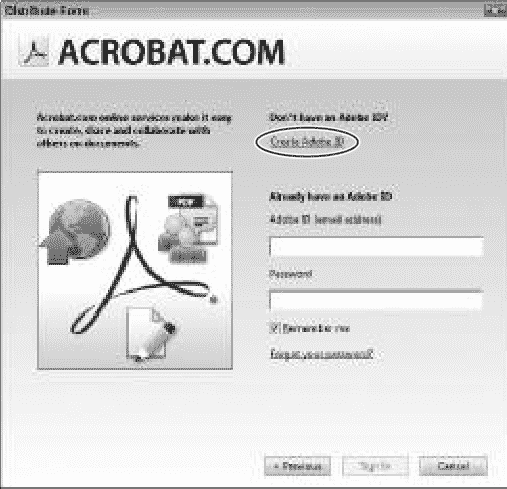 Distribute Form
ACROBAT.COM
Acrobat.com online services make it easy
to create, share and collaborate with
others on documents.
Don't have an Adobe ID?
Create Adobe ID
PDF
Already have an Adobe ID
Adobe ID (email address)
Password
Remember me
Forgot your password?
< Previous
Sign In
Cancel